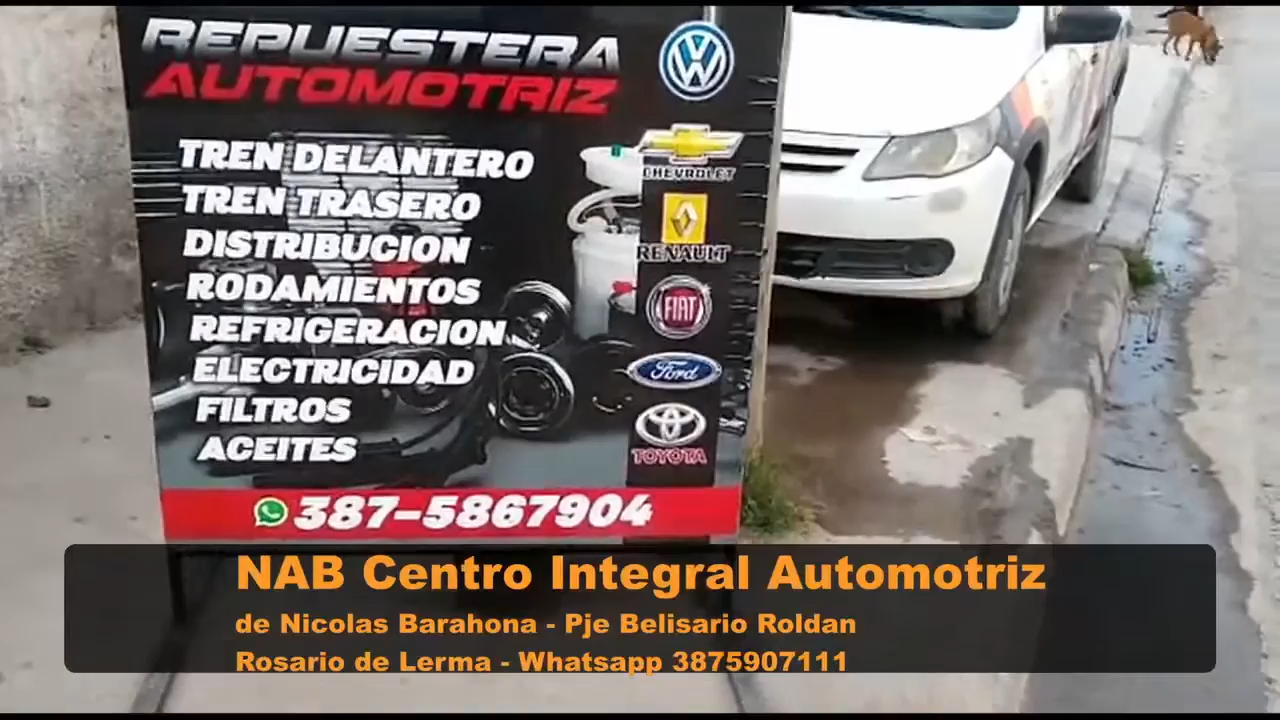 REPUESTERA
AUTOMOTRIZ
TREN DELANTERO
TREN TRASERO
DISTRIBUCION
RODAMIENTOS
REFRIGERACION
ELECTRICIDAD
FILTROS
ACEITES
CHEVROLET
RENAULT
FIAT
Ford
TOYOTA
387-5867904
NAB Centro Integral Automotriz
de Nicolas Barahona - Pje Belisario Roldan
Rosario de Lerma - Whatsapp 3875907111